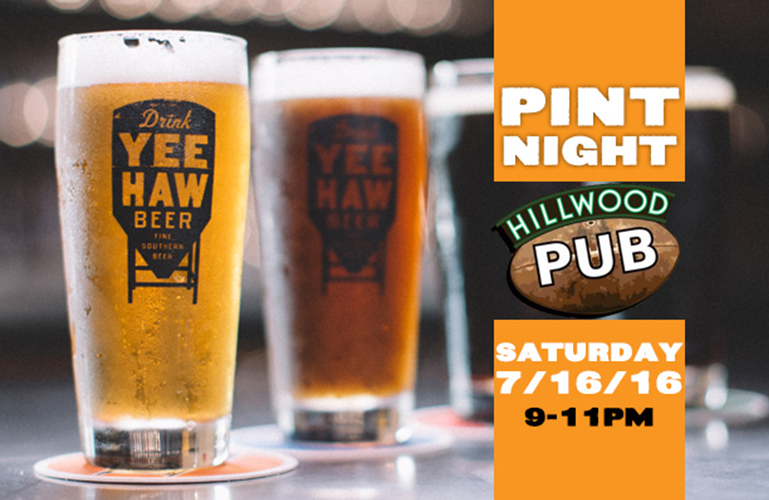 Drink
YEE
HAW
BEER
FINE
SOUTHERN
BEER
Drink
YEE
HAW
BEER
PINT
NIGHT
HILLWOOD
PUB
SATURDAY
7/16/16
9-11PM